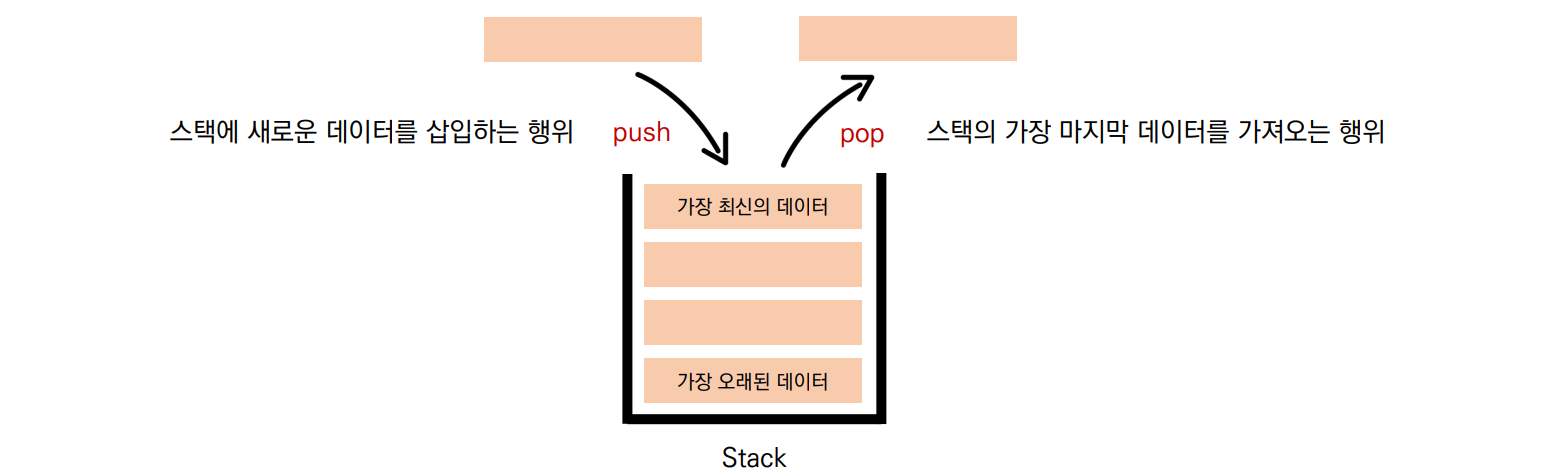 스택에 새로운 데이터를 삽입하는 행위 push pop 스택의 가장 마지막 데이터를 가져오는 행위
가장 최신의 데이터
가장 오래된 데이터
Stack